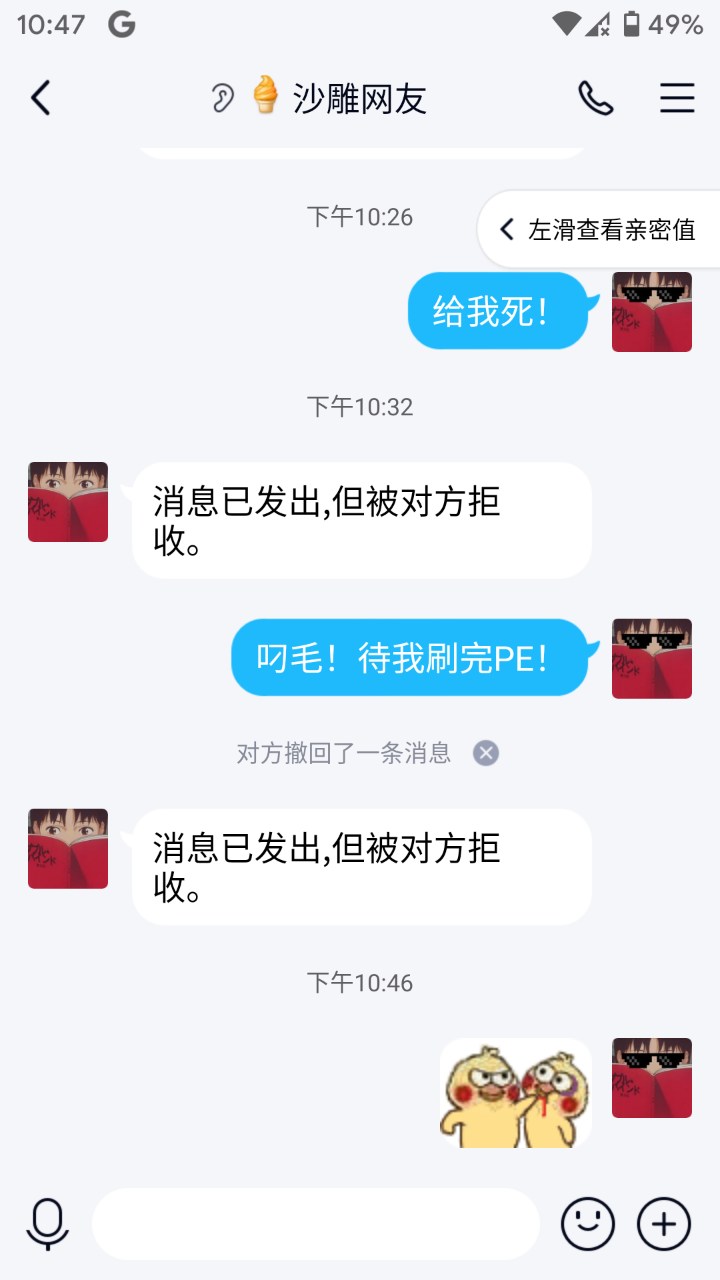 10:47
49%
沙雕网友
下午10:26
左滑查看亲密值
给我死！
下午10:32
消息已发出,但被对方拒
收。
叼毛！待我刷完PE！
对方撤回了一条消息
消息已发出,但被对方拒
收。
下午10:46